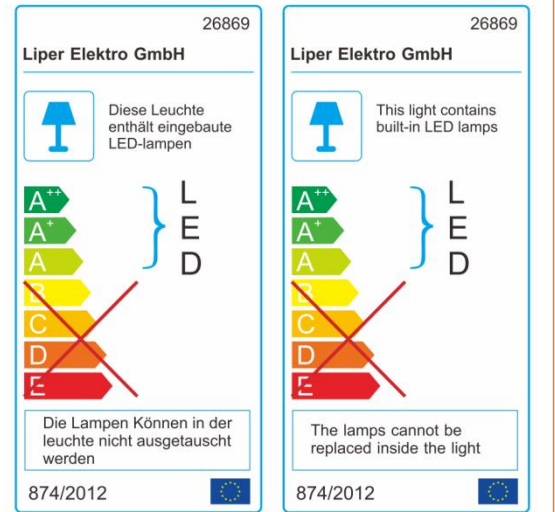 26869
Liper Elektro GmbH
Diese Leuchte
enthält eingebaute
LED-lampen
A++
A+
A
B
C
D
E
L
E
D
Die Lampen Können in der
leuchte nicht ausgetauscht
werden
874/2012
26869
Liper Elektro GmbH
This light contains
built-in LED lamps
A++
A+
A
B
C
D
E
L
E
D
The lamps cannot be
replaced inside the light
874/2012